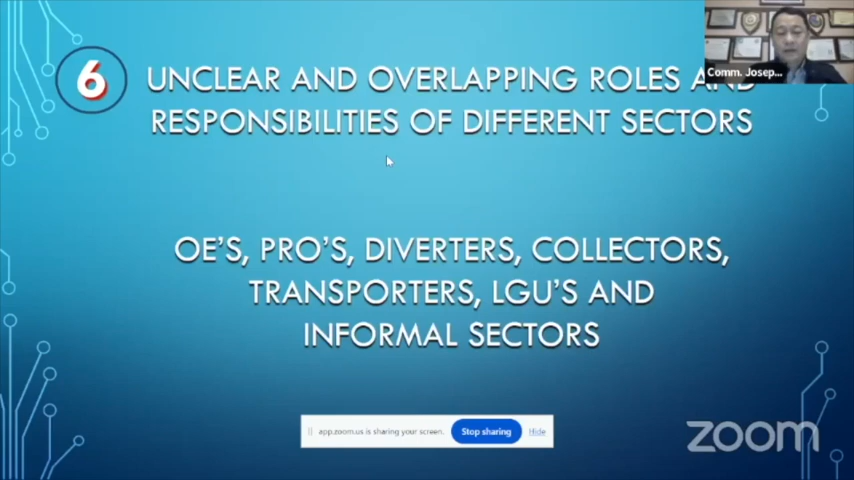 6
UNCLEAR AND OVERLAPPING ROLES AND
RESPONSIBILITIES OF DIFFERENT SECTORS
Comm. Josep...
OE'S, PRO'S, DIVERTERS, COLLECTORS,
TRANSPORTERS, LGU'S AND
INFORMAL SECTORS
app.zoom.us is sharing your screen. Stop sharing Hide
zoom